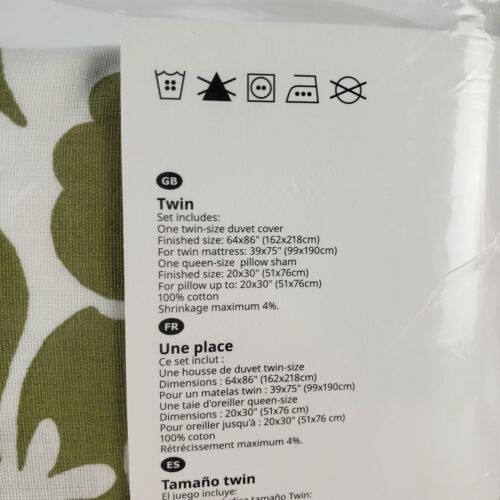 GB
Twin
Set includes:
One twin-size duvet cover
Finished size: 64x86" (162x218cm)
For twin mattress: 39x75" (99x190cm)
One queen-size pillow sham
Finished size: 20x30" (51x76cm)
For pillow up to: 20x30" (51x76cm)
100% cotton
Shrinkage maximum 4%.
FR
Une place
Ce set inclut :
Une housse de duvet twin-size
Dimensions : 64x86" (162x218cm)
Pour un matelas twin : 39x75" (99x190cm)
Une taie d'oreiller queen-size
Dimensions : 20x30" (51x76 cm)
Pour oreiller jusqu'à : 20x30" (51x76cm)
100% cotton
Rétrécissement maximum 4%.
ES
Tamaño twin
El juego incluye:
tamaño Twin: